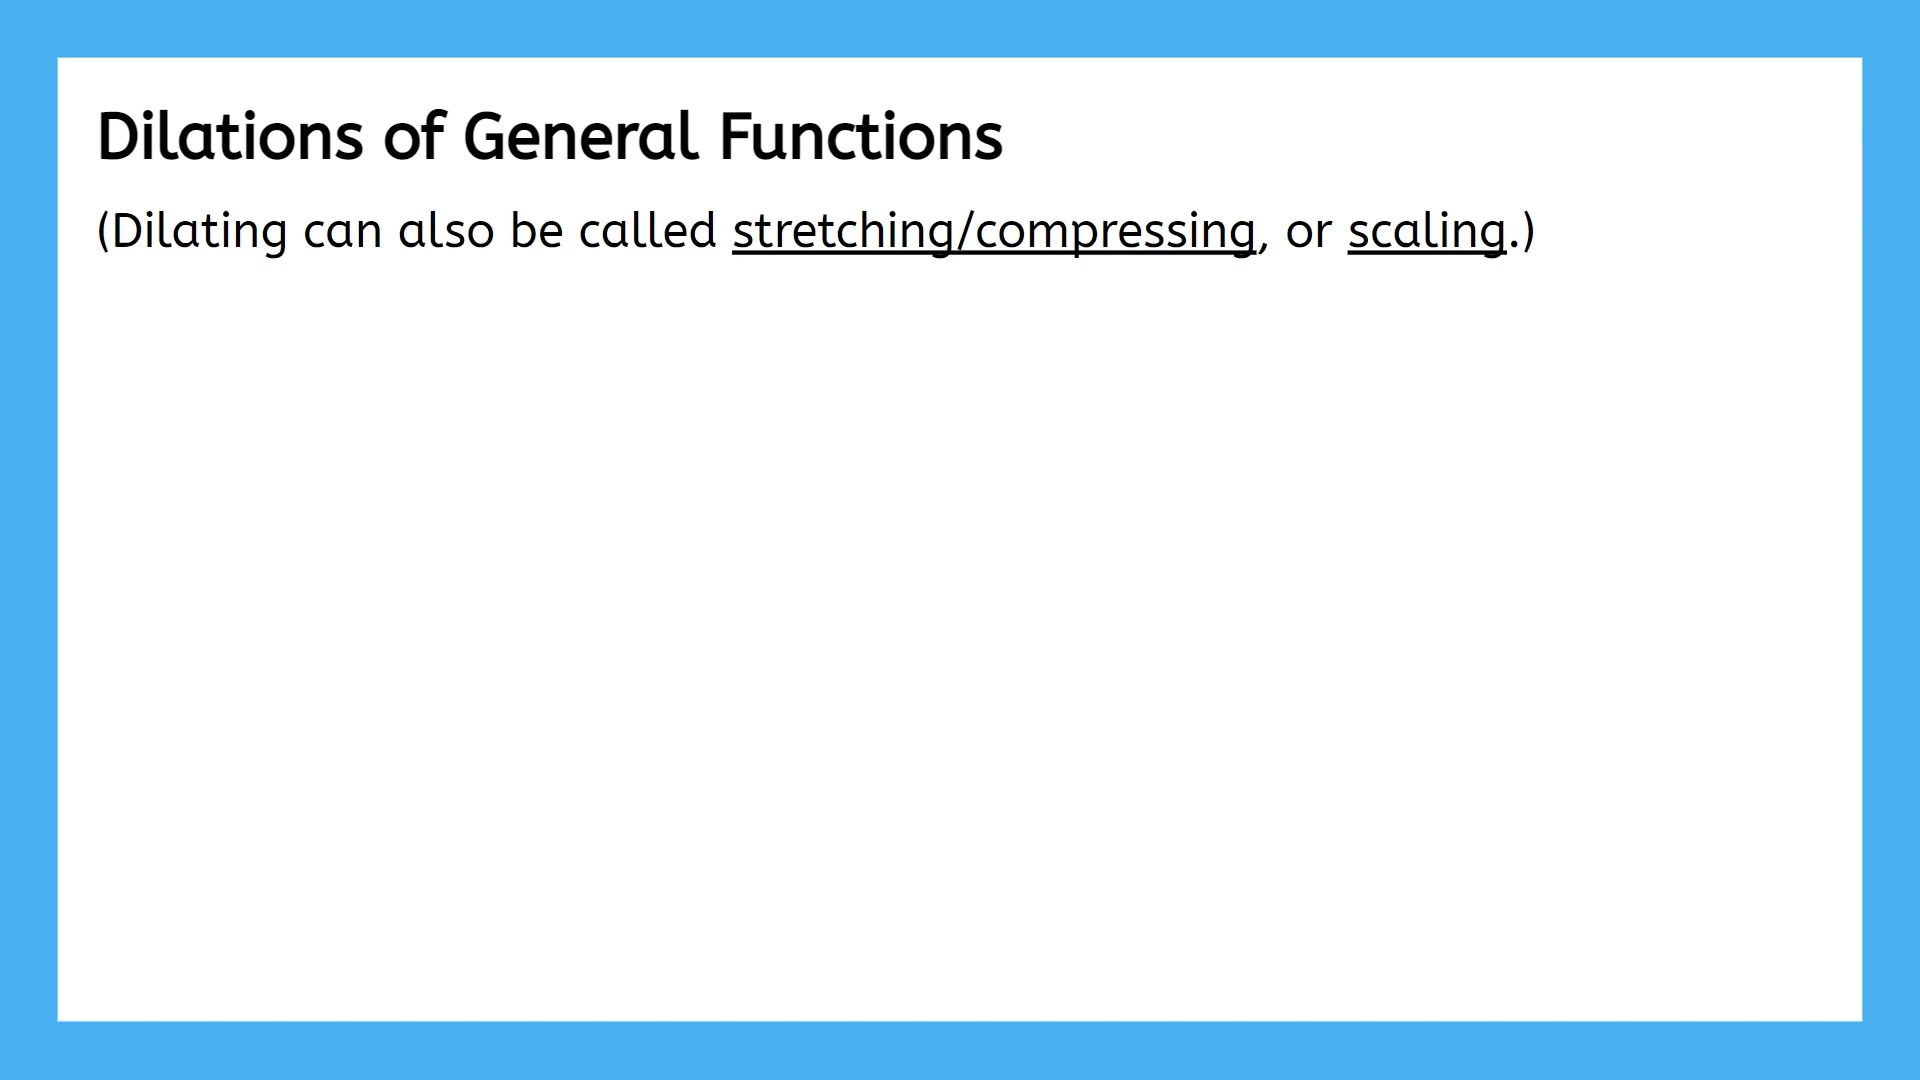 Dilations of General Functions
(Dilating can also be called stretching/compressing, or scaling.)